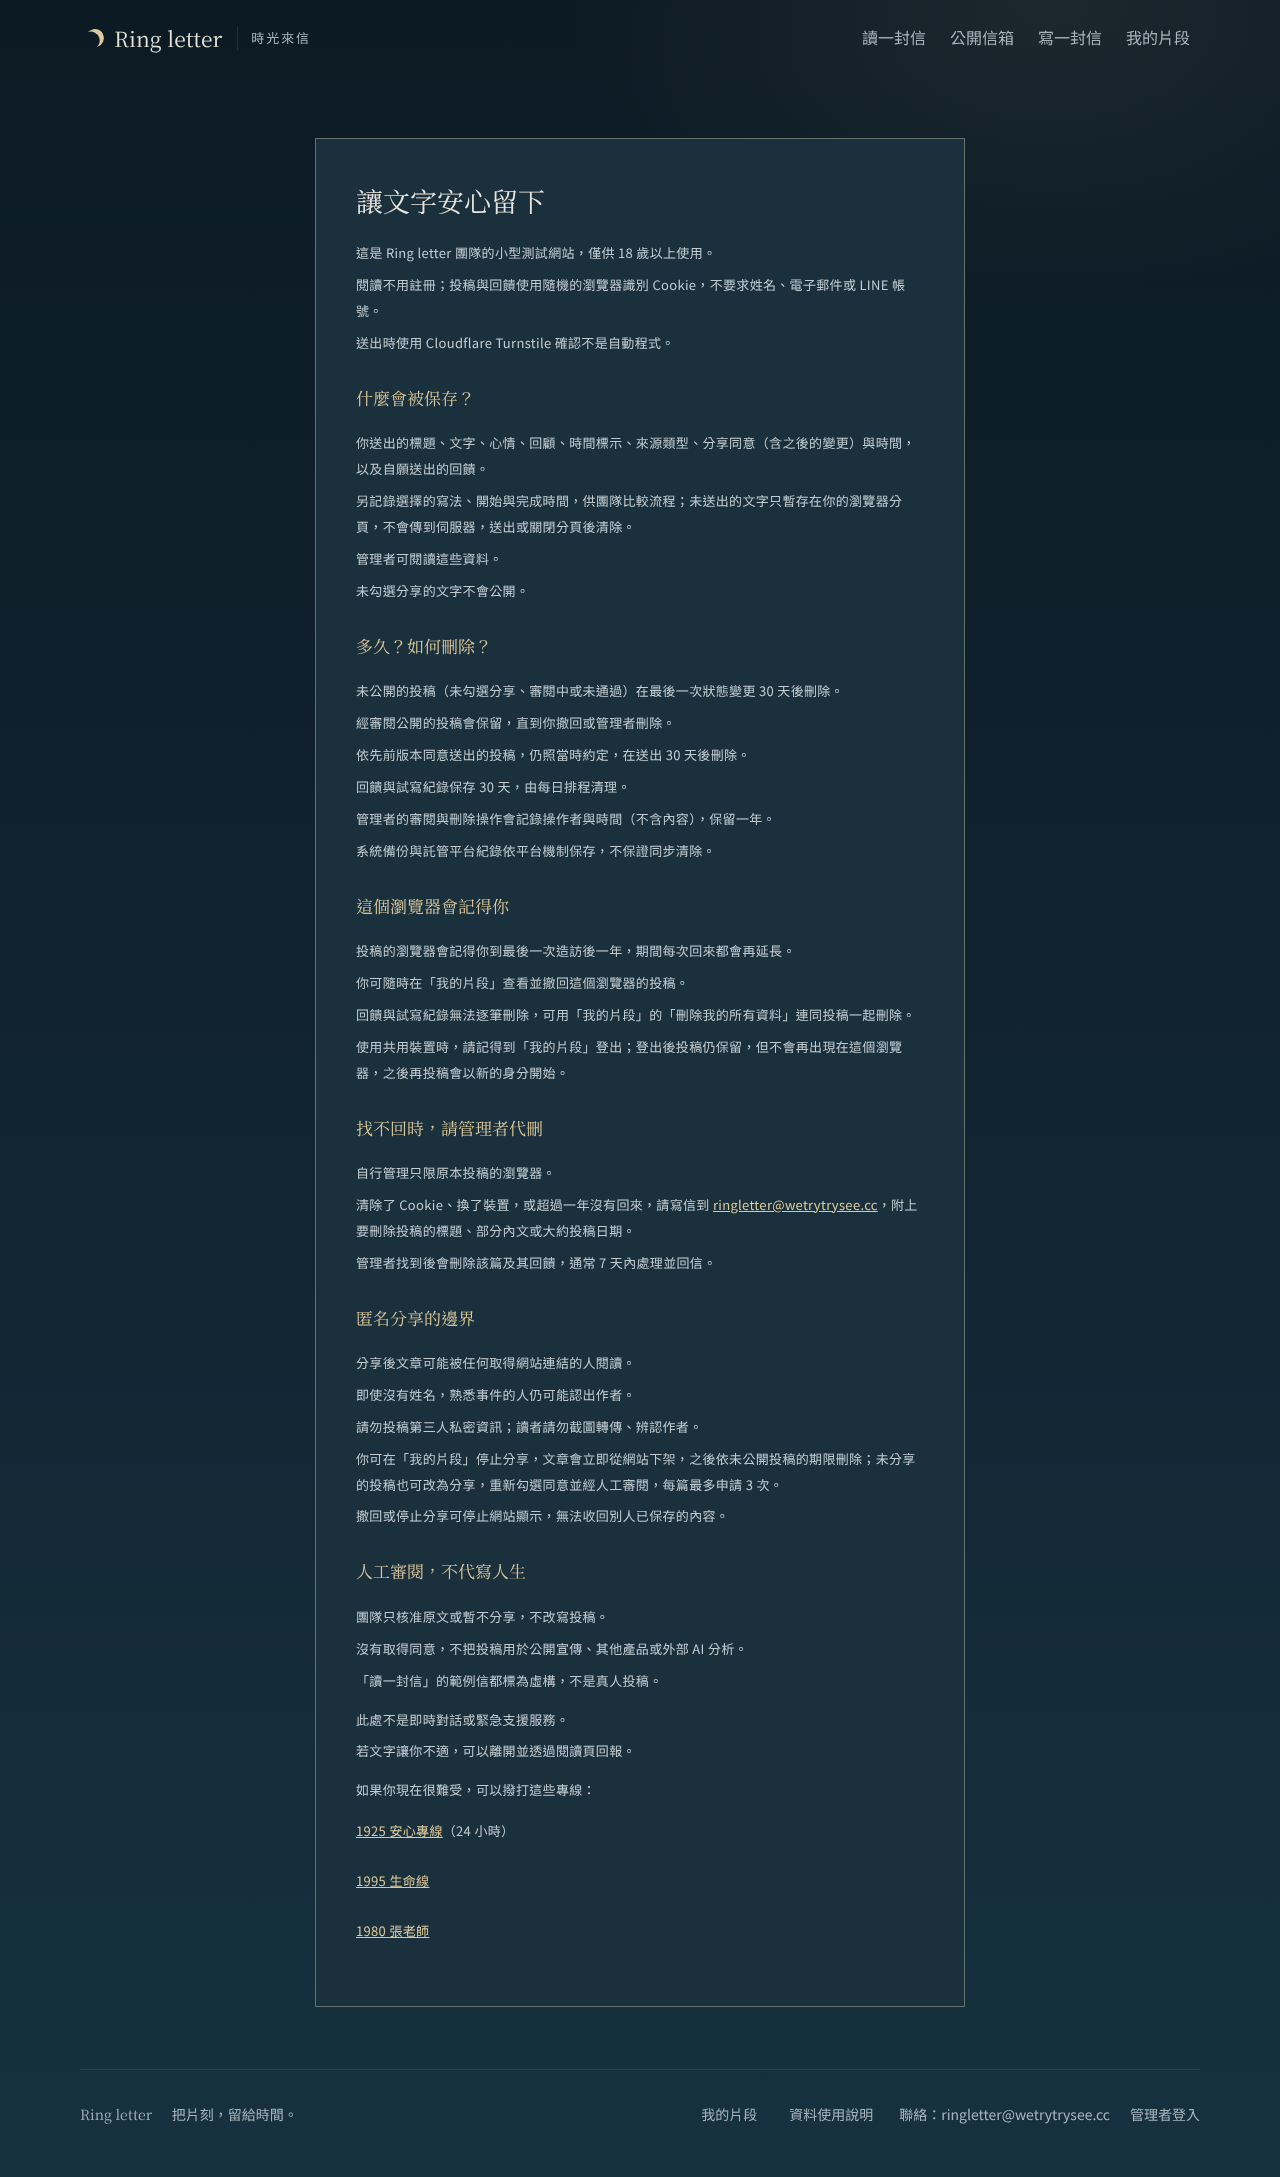 Ring letter 時光來信
讀一封信 公開信箱 寫一封信 我的片段
讓文字安心留下
這是 Ring letter 團隊的小型測試網站，僅供 18 歲以上使用。
閱讀不用註冊；投稿與回饋使用隨機的瀏覽器識別 Cookie，不要求姓名、電子郵件或 LINE 帳
號。
送出時使用 Cloudflare Turnstile 確認不是自動程式。
什麼會被保存？
你送出的標題、文字、心情、回顧、時間標示、來源類型、分享同意（含之後的變更）與時間，
以及自願送出的回饋。
另記錄選擇的寫法、開始與完成時間，供團隊比較流程；未送出的文字只暫存在你的瀏覽器分
頁，不會傳到伺服器，送出或關閉分頁後清除。
管理者可閱讀這些資料。
未勾選分享的文字不會公開。
多久？如何刪除？
未公開的投稿（未勾選分享、審閱中或未通過）在最後一次狀態變更 30 天後刪除。
經審閱公開的投稿會保留，直到你撤回或管理者刪除。
依先前版本同意送出的投稿，仍照當時約定，在送出 30 天後刪除。
回饋與試寫紀錄保存 30 天，由每日排程清理。
管理者的審閱與刪除操作會記錄操作者與時間（不含內容），保留一年。
系統備份與託管平台紀錄依平台機制保存，不保證同步清除。
這個瀏覽器會記得你
投稿的瀏覽器會記得你到最後一次造訪後一年，期間每次回來都會再延長。
你可隨時在「我的片段」查看並撤回這個瀏覽器的投稿。
回饋與試寫紀錄無法逐筆刪除，可用「我的片段」的「刪除我的所有資料」連同投稿一起刪除。
使用共用裝置時，請記得到「我的片段」登出；登出後投稿仍保留，但不會再出現在這個瀏覽
器，之後再投稿會以新的身分開始。
找不回時，請管理者代刪
自行管理只限原本投稿的瀏覽器。
清除了 Cookie、換了裝置，或超過一年沒有回來，請寫信到 ringletter@wetrytrysee.cc，附上
要刪除投稿的標題、部分內文或大約投稿日期。
管理者找到後會刪除該篇及其回饋，通常 7 天內處理並回信。
匿名分享的邊界
分享後文章可能被任何取得網站連結的人閱讀。
即使沒有姓名，熟悉事件的人仍可能認出作者。
請勿投稿第三人私密資訊；讀者請勿截圖轉傳、辨認作者。
你可在「我的片段」停止分享，文章會立即從網站下架，之後依未公開投稿的期限刪除；未分享
的投稿也可改為分享，重新勾選同意並經人工審閱，每篇最多申請 3 次。
撤回或停止分享可停止網站顯示，無法收回別人已保存的內容。
人工審閱，不代寫人生
團隊只核准原文或暫不分享，不改寫投稿。
沒有取得同意，不把投稿用於公開宣傳、其他產品或外部 AI 分析。
「讀一封信」的範例信都標為虛構，不是真人投稿。
此處不是即時對話或緊急支援服務。
若文字讓你不適，可以離開並透過閱讀頁回報。
如果你現在很難受，可以撥打這些專線：
1925 安心專線（24 小時）
1995 生命線
1980 張老師
Ring letter 把片刻，留給時間。
我的片段 資料使用說明 聯絡：ringletter@wetrytrysee.cc 管理者登入